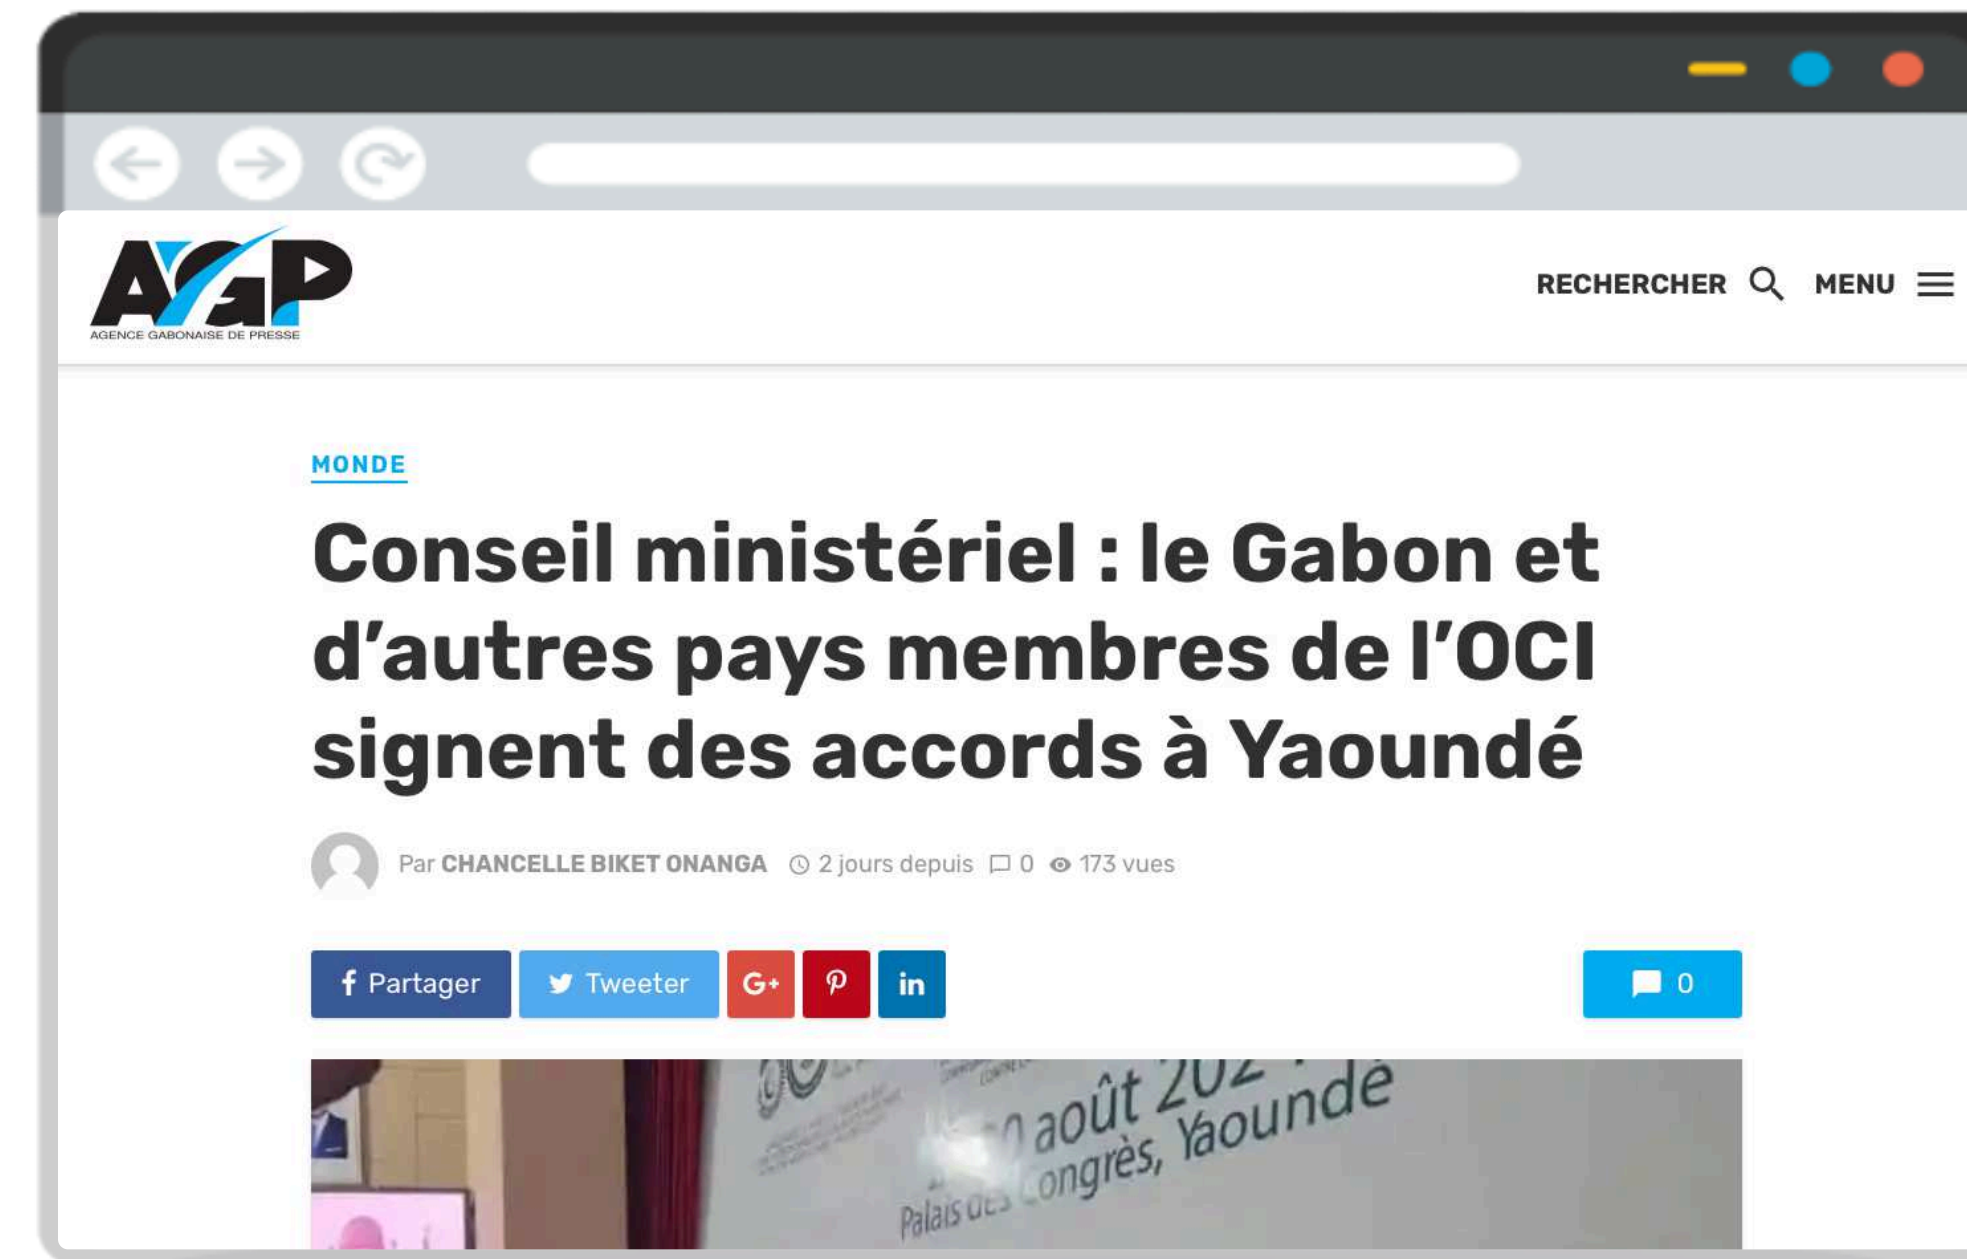 AGP
AGENCE GABONAISE DE PRESSE
RECHERCHER MENU
MONDE
Conseil ministériel : le Gabon et
d’autres pays membres de l’OCI
signent des accords à Yaoundé
Par CHANCELLE BIKET ONANGA 2 jours depuis 0 173 vues
f Partager Tweeter G+ in 0
août
Palais des Congrès, Yaoundé